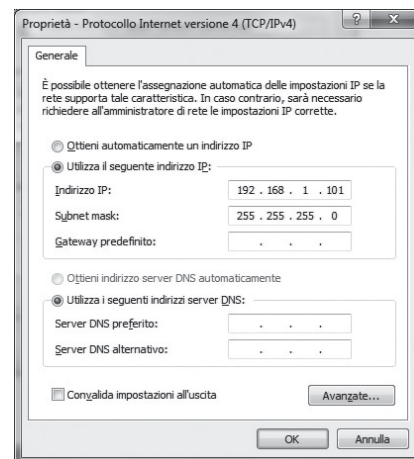 Proprietà - Protocollo Internet versione 4 (TCP/IPv4)
? X
Generale
È possibile ottenere l'assegnazione automatica delle impostazioni IP se la
rete supporta tale caratteristica. In caso contrario, sarà necessario
richiedere all'amministratore di rete le impostazioni IP corrette.
Ottieni automaticamente un indirizzo IP
Utilizza il seguente indirizzo IP:
Indirizzo IP: 192 . 168 . 1 . 101
Subnet mask: 255 . 255 . 255 . 0
Gateway predefinito: . . .
Ottieni indirizzo server DNS automaticamente
Utilizza i seguenti indirizzi server DNS:
Server DNS preferito: . . .
Server DNS alternativo: . . .
Convalida impostazioni all'uscita
Avanzate...
OK Annulla